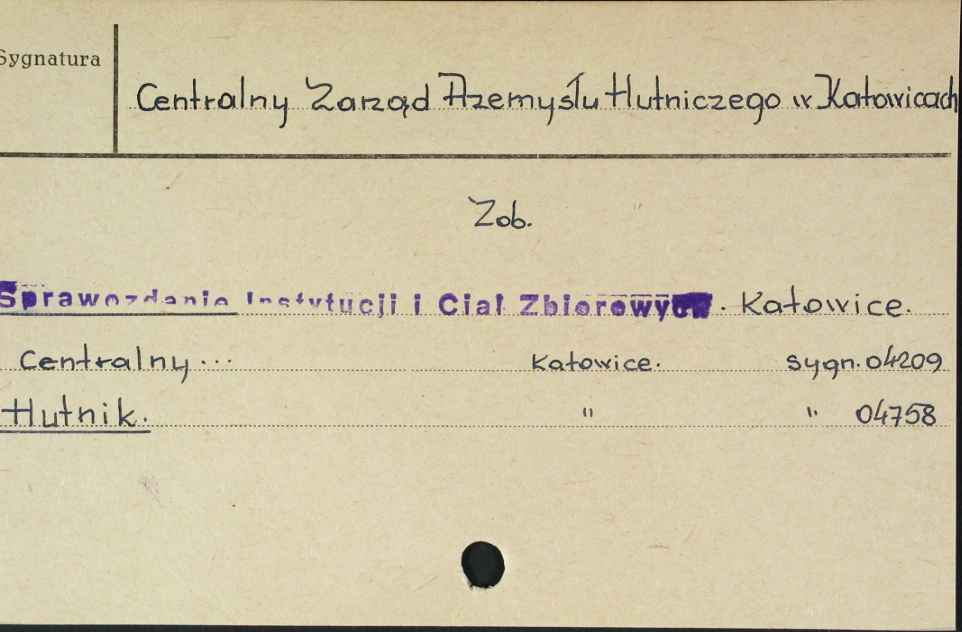 Sygnatura
Centralny Zarząd Przemysłu Hutniczego w Katowicach
Zob.
Sprawozdanie Instytucji i Ciał Zbiorowych. Katowice.
Centralny... Katowice. sygn. 04209
Hutnik. " " 04758